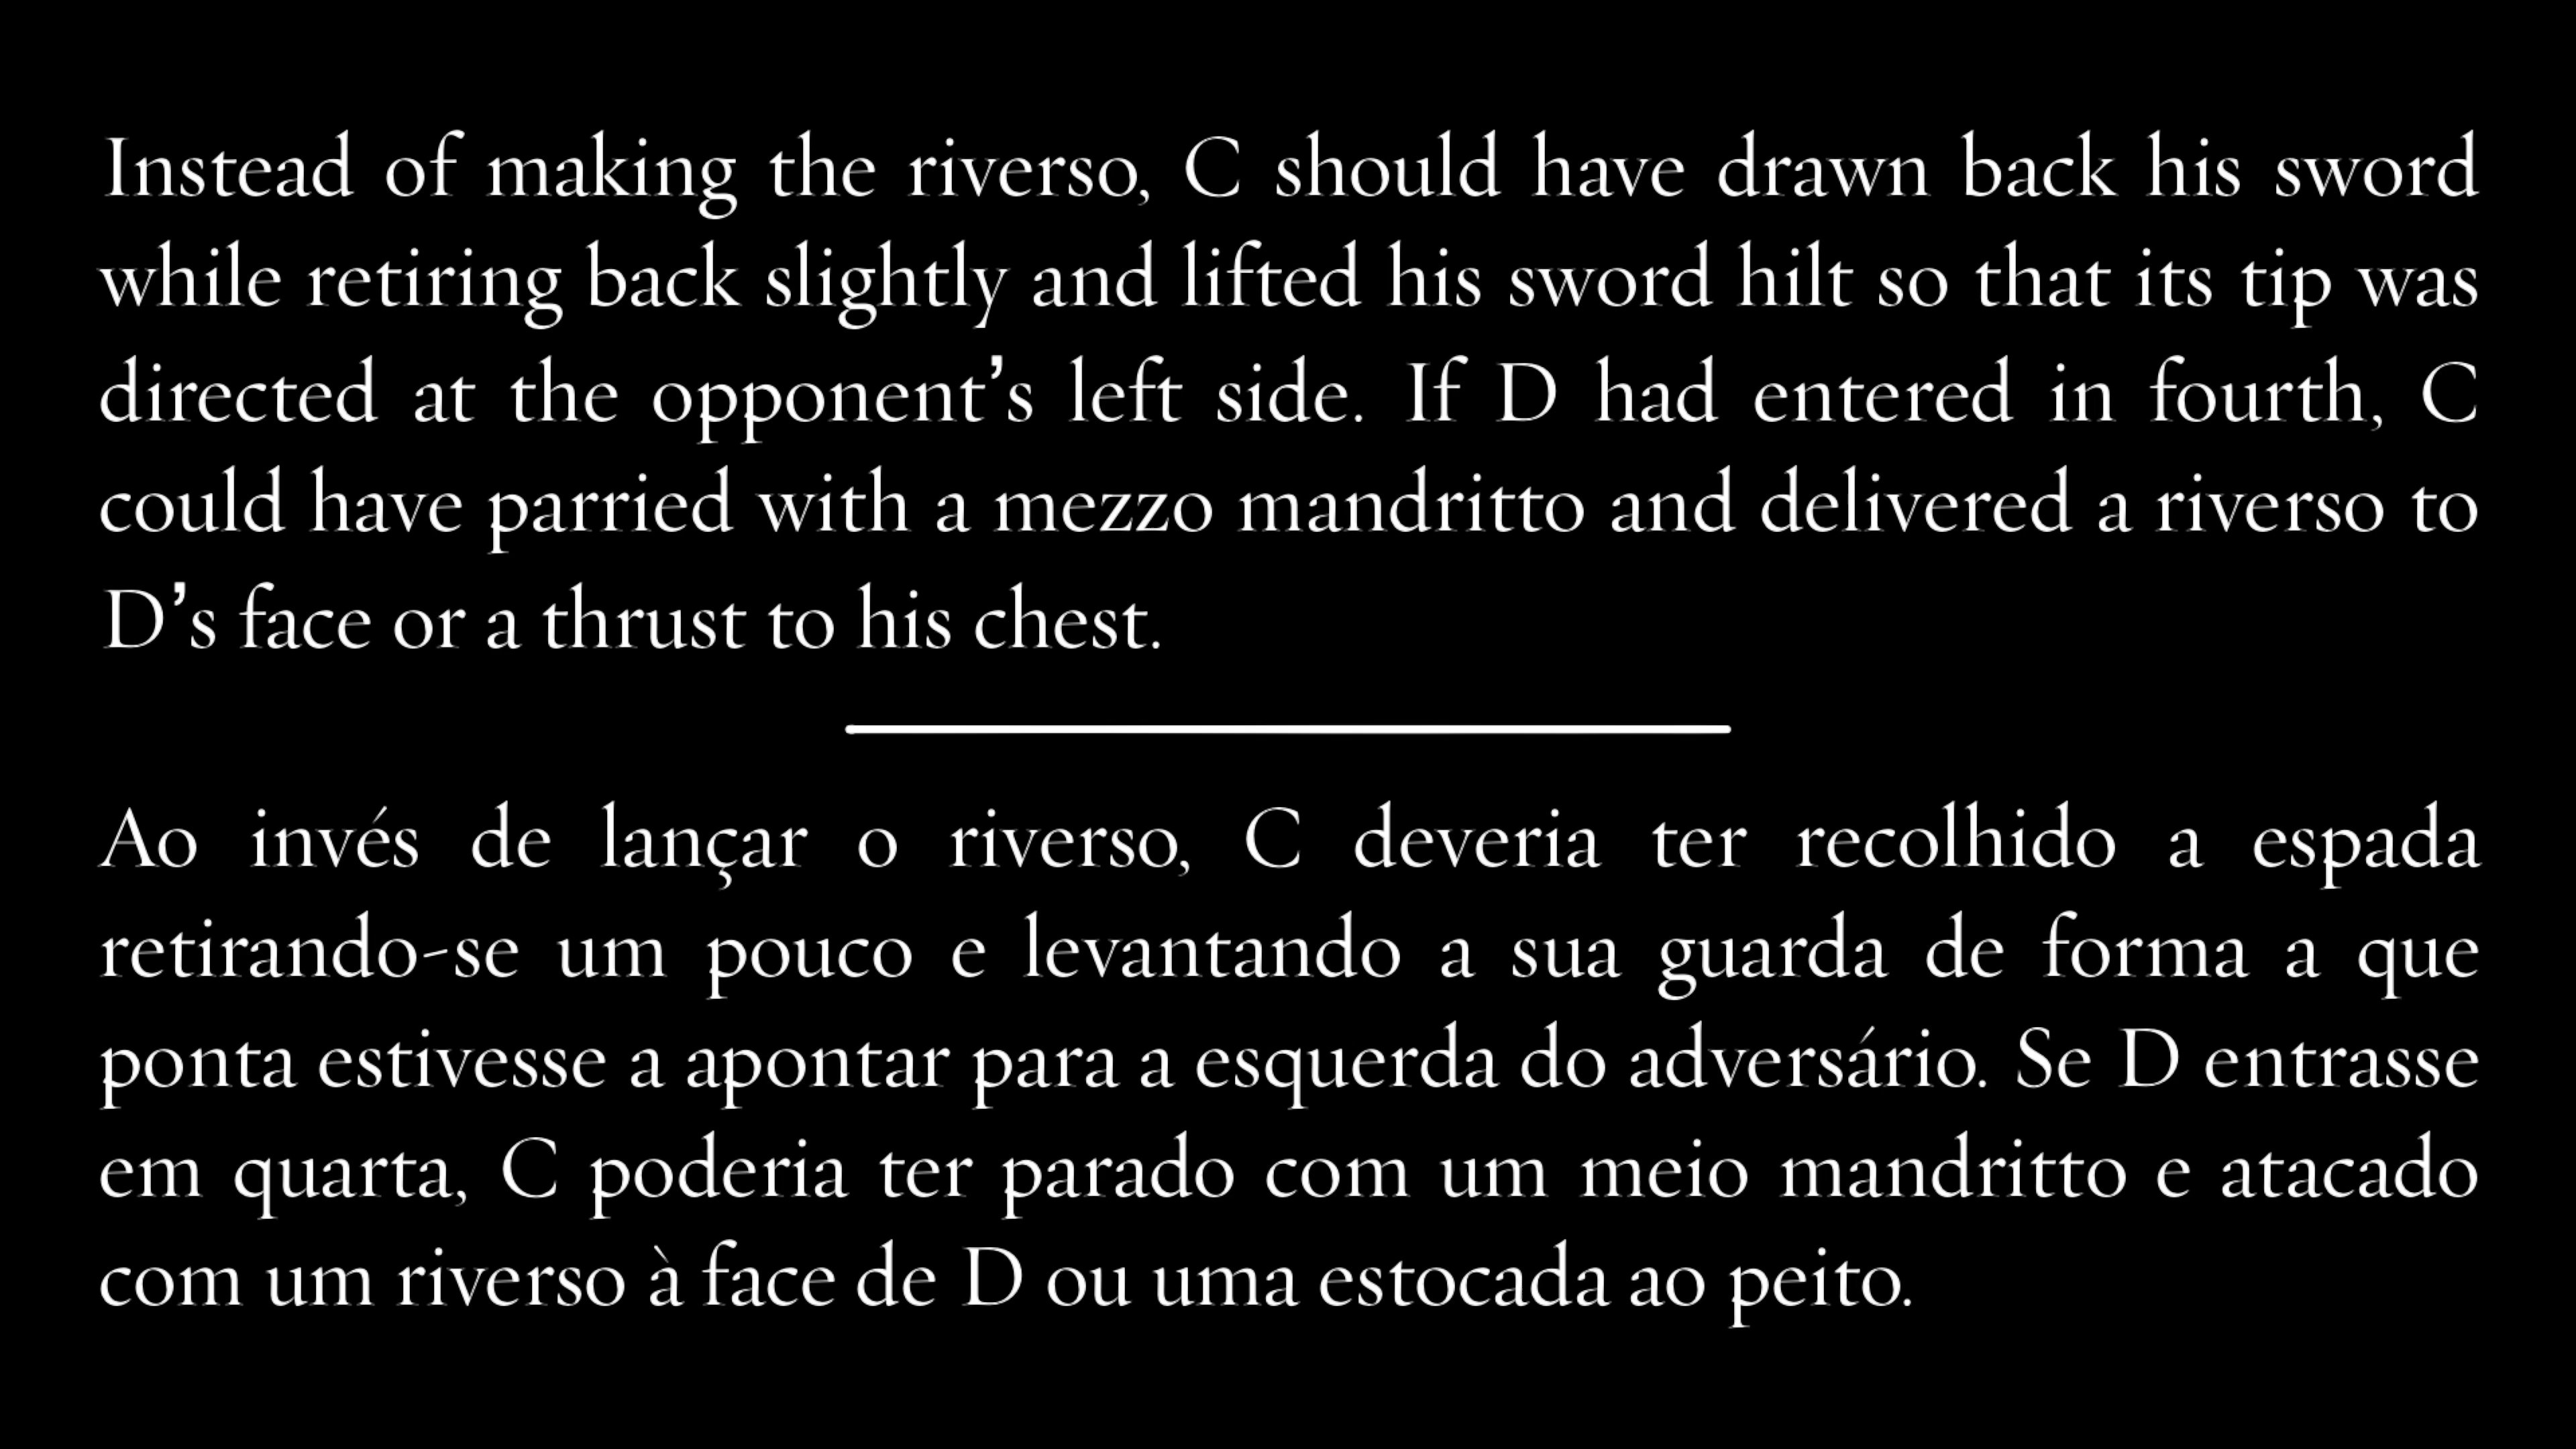 Instead of making the riverso, C should have drawn back his sword
while retiring back slightly and lifted his sword hilt so that its tip was
directed at the opponent’s left side. If D had entered in fourth, C
could have parried with a mezzo mandritto and delivered a riverso to
D’s face or a thrust to his chest.
Ao invés de lançar o riverso, C deveria ter recolhido a espada
retirando-se um pouco e levantando a sua guarda de forma a que
ponta estivesse a apontar para a esquerda do adversário. Se D entrasse
em quarta, C poderia ter parado com um meio mandritto e atacado
com um riverso à face de D ou uma estocada ao peito.